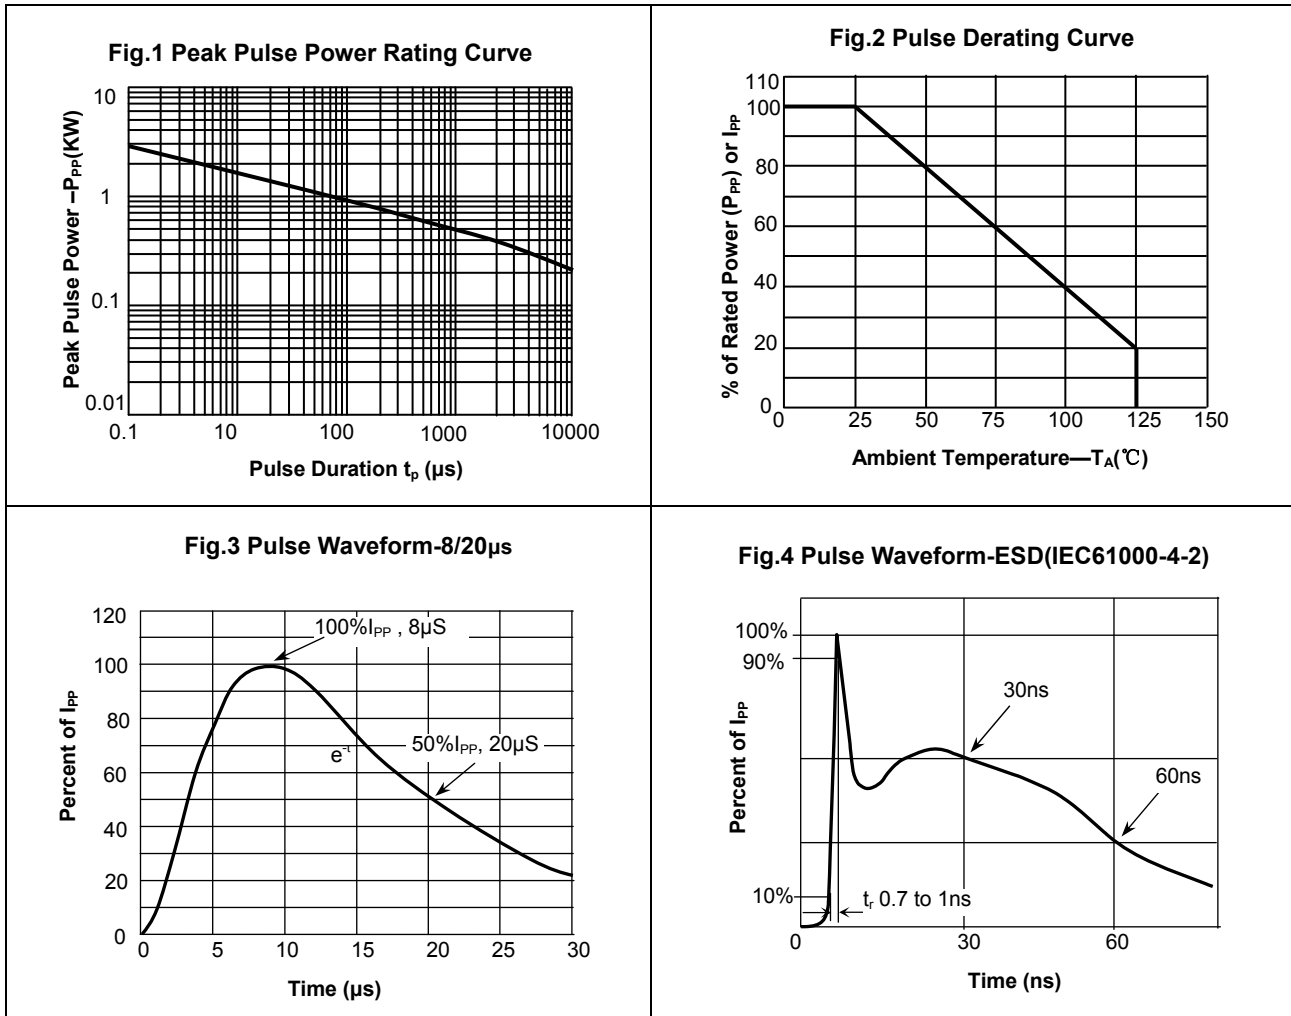 Fig.1 Peak Pulse Power Rating Curve
Peak Pulse Power –PPP(KW)
10
1
0.1
0.01
0.1 10 100 1000 10000
Pulse Duration tp (µs)
Fig.2 Pulse Derating Curve
% of Rated Power (PPP) or IPP
110
100
80
60
40
20
0
0 25 50 75 100 125 150
Ambient Temperature—TA(℃)
Fig.3 Pulse Waveform-8/20µs
Percent of IPP
120
100
80
60
40
20
0
100%IPP , 8µS
e-t
50%IPP, 20µS
0 5 10 15 20 25 30
Time (µs)
Fig.4 Pulse Waveform-ESD(IEC61000-4-2)
Percent of IPP
100%
90%
10%
30ns
60ns
tr 0.7 to 1ns
0 30 60
Time (ns)